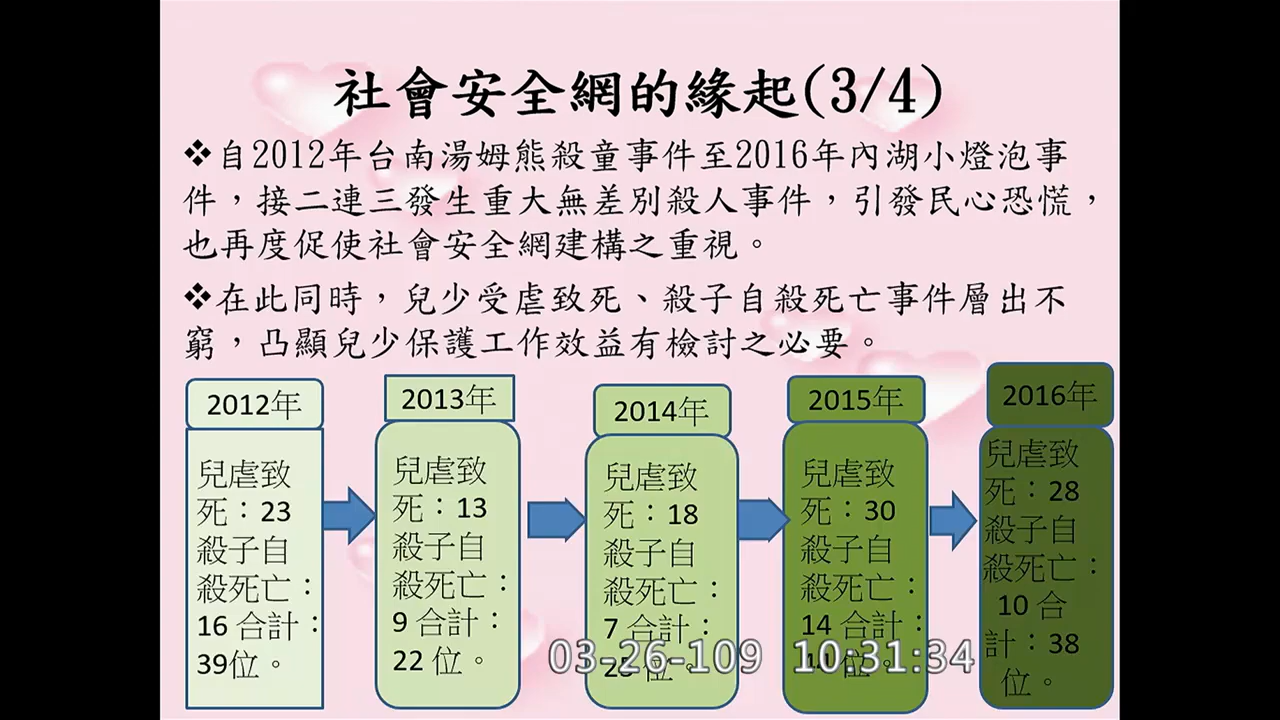 社會安全網的緣起(3/4)
❖自2012年台南湯姆熊殺童事件至2016年內湖小燈泡事
件，接二連三發生重大無差別殺人事件，引發民心恐慌，
也再度促使社會安全網建構之重視。
❖在此同時，兒少受虐致死、殺子自殺死亡事件層出不
窮，凸顯兒少保護工作效益有檢討之必要。
2012年
兒虐致
死：23
殺子自
殺死亡：
16 合計：
39位。
2013年
兒虐致
死：13
殺子自
殺死亡：
9 合計：
22 位。
2014年
兒虐致
死：18
殺子自
殺死亡：
7 合計：
位。
2015年
兒虐致
死：30
殺子自
殺死亡：
14 合計：
位。
2016年
兒虐致
死：28
殺子自
殺死亡：
10 合
計：38
位。
03-26-109 10:31:34